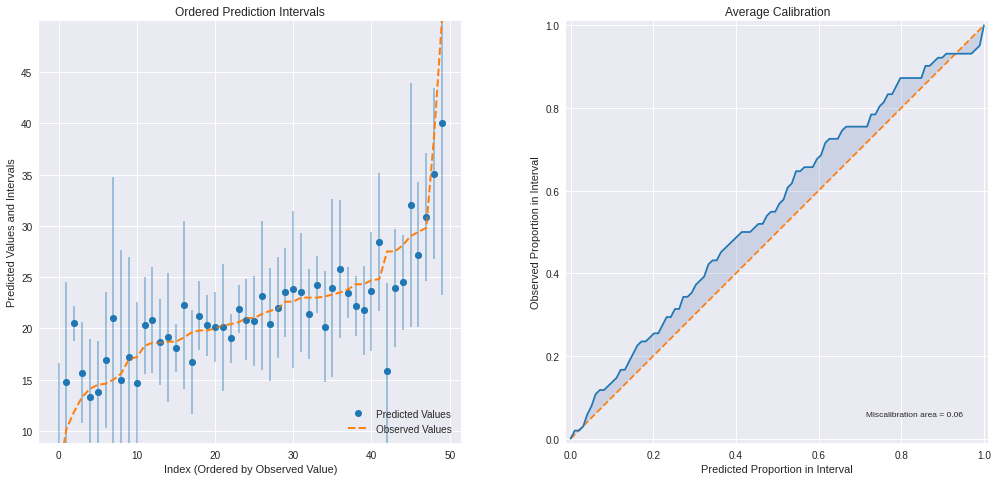 Ordered Prediction Intervals
Predicted Values and Intervals
45
40
35
30
25
20
15
10
0
10
20
30
40
50
Index (Ordered by Observed Value)
Predicted Values
Observed Values
Average Calibration
Observed Proportion in Interval
1.0
0.8
0.6
0.4
0.2
0.0
0.0
0.2
0.4
0.6
0.8
1.0
Predicted Proportion in Interval
Miscalibration area = 0.06